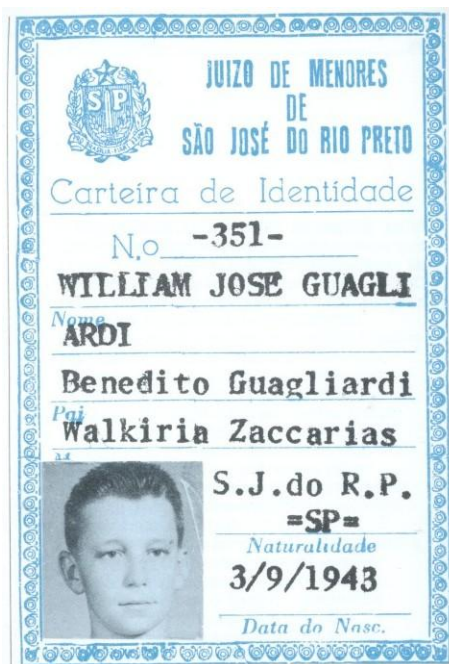 SP
JUIZO DE MENORES
DE
SÃO JOSÉ DO RIO PRETO
Carteira de Identidade
N.o -351-
WILLIAM JOSE GUAGLI
Nome
ARDI
Benedito Guagliardi
Pai
Walkiria Zaccarias
S.J.do R.P.
=SP=
Naturalidade
3/9/1943
Data do Nasc.